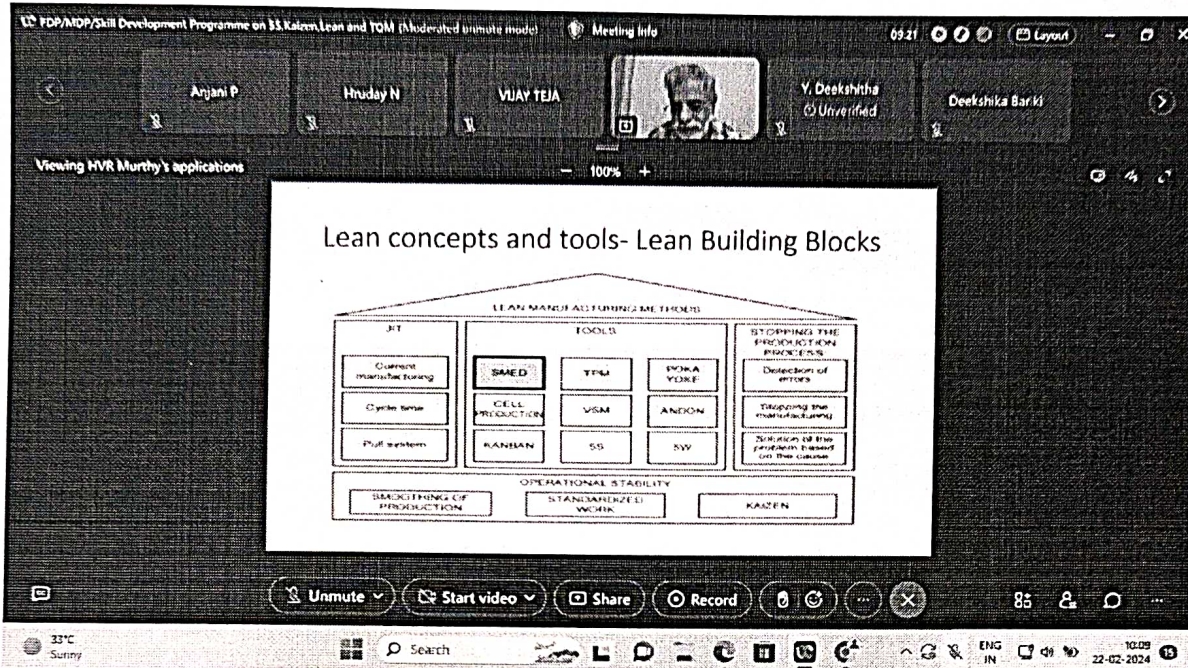 FDP/MDP/Skill Development Programme on 5S,Kaizen,Lean and TQM (Moderated unmute mode)
Meeting Info
09:21
Layout
Anjani P
Hruday N
VIJAY TEJA
Y. Deekshitha
Unverified
Deekshika Bariki
Viewing HVR Murthy's applications
100%
Lean concepts and tools- Lean Building Blocks
LEAN MANUFACTURING METHODS
JIT
Current
manufacturing
Cycle time
Pull system
TOOLS
SMED
TPM
POKA
YOKE
CELL
PRODUCTION
VSM
ANDON
KANBAN
5S
5W
STOPPING THE
PRODUCTION
PROCESS
Detection of
errors
Stopping the
manufacturing
Solution of the
problem based
on the cause
OPERATIONAL STABILITY
SMOOTHING OF
PRODUCTION
STANDARDIZED
WORK
KAIZEN
Unmute
Start video
Share
Record
33°C
Sunny
Search
ENG
IN
10:09
22-02-2024
15